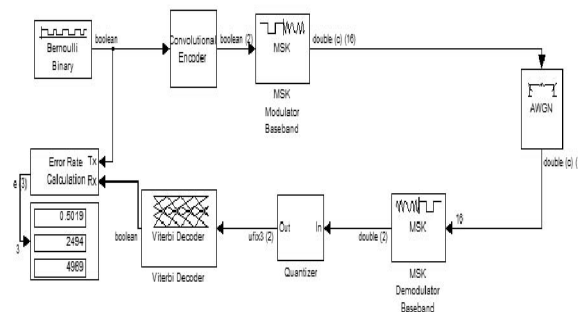 boolean
Bernoulli
Binary
Convolutional
Encoder
boolean (2)
MSK
MSK
Modulator
Baseband
double (c) (16)
AWGN
double (c) (
16
MSK
MSK
Demodulator
Baseband
double (2)
In
Out
Quantizer
ufix3 (2)
Viterbi Decoder
Viterbi Decoder
boolean
Error Rate
Calculation
Tx
Rx
(3)
3
0.5019
2494
4989